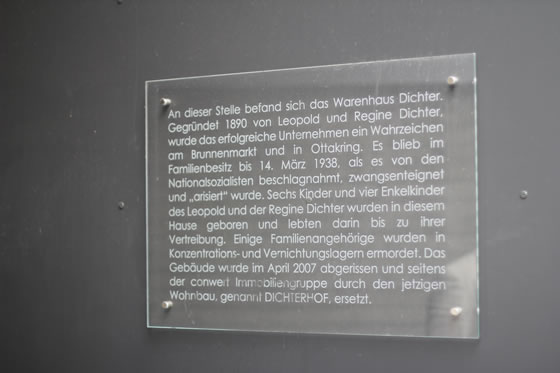 An dieser Stelle befand sich das Warenhaus Dichter.
Gegründet 1890 von Leopold und Regine Dichter,
wurde das erfolgreiche Unternehmen ein Wahrzeichen
am Brunnenmarkt und in Ottakring. Es blieb im
Familienbesitz bis 14. März 1938, als es von den
Nationalsozialisten beschlagnahmt, zwangsenteignet
und „arisiert“ wurde. Sechs Kinder und vier Enkelkinder
des Leopold und der Regine Dichter wurden in diesem
Hause geboren und lebten darin bis zu ihrer
Vertreibung. Einige Familienangehörige wurden in
Konzentrations- und Vernichtungslagern ermordet. Das
Gebäude wurde im April 2007 abgerissen und seitens
der conwert Immobiliengruppe durch den jetzigen
Wohnbau, genannt DICHTERHOF, ersetzt.